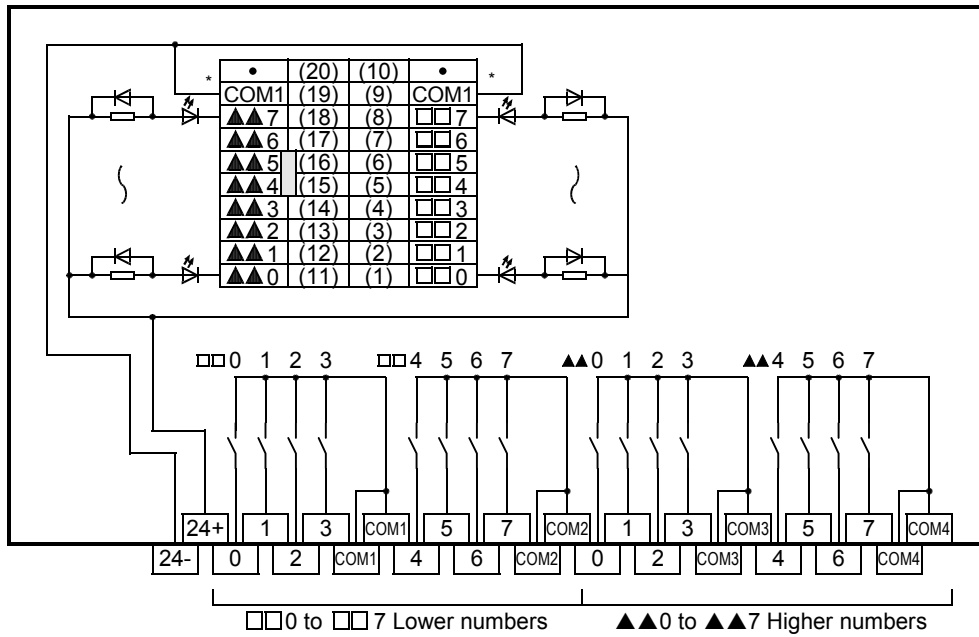 * • (20) (10) • *
COM1 (19) (9) COM1
▲▲7 (18) (8) □□7
▲▲6 (17) (7) □□6
▲▲5 (16) (6) □□5
▲▲4 (15) (5) □□4
▲▲3 (14) (4) □□3
▲▲2 (13) (3) □□2
▲▲1 (12) (2) □□1
▲▲0 (11) (1) □□0
□□0 1 2 3 □□4 5 6 7 ▲▲0 1 2 3 ▲▲4 5 6 7
24+ 1 3 COM1 5 7 COM2 1 3 COM3 5 7 COM4
24- 0 2 COM1 4 6 COM2 0 2 COM3 4 6 COM4
□□0 to □□7 Lower numbers ▲▲0 to ▲▲7 Higher numbers